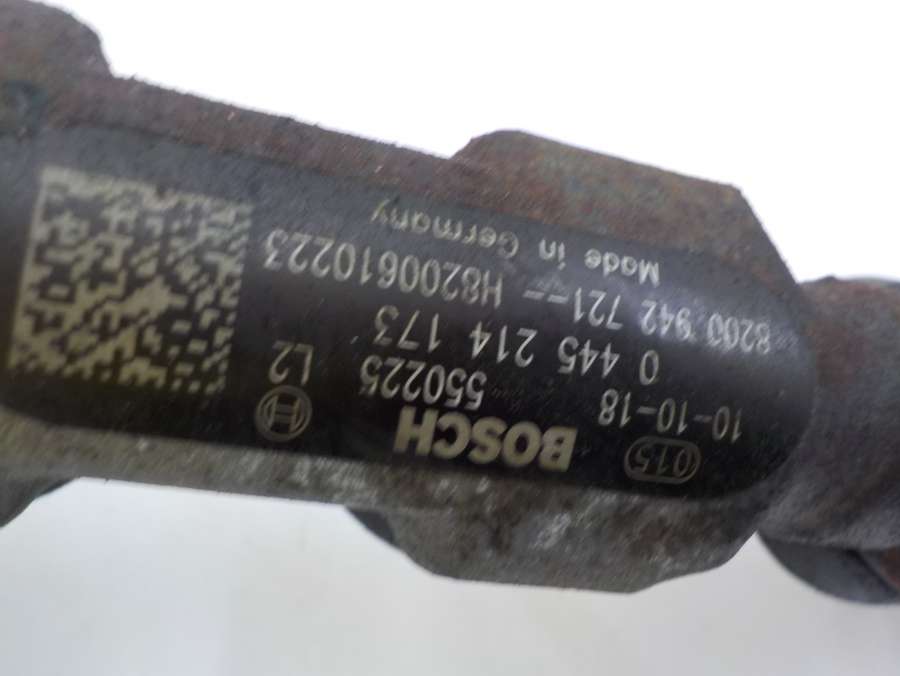 015 BOSCH
10-10-18 550225 L2
0 445 214 173
8200 942 721-- H8200610223
Made in Germany